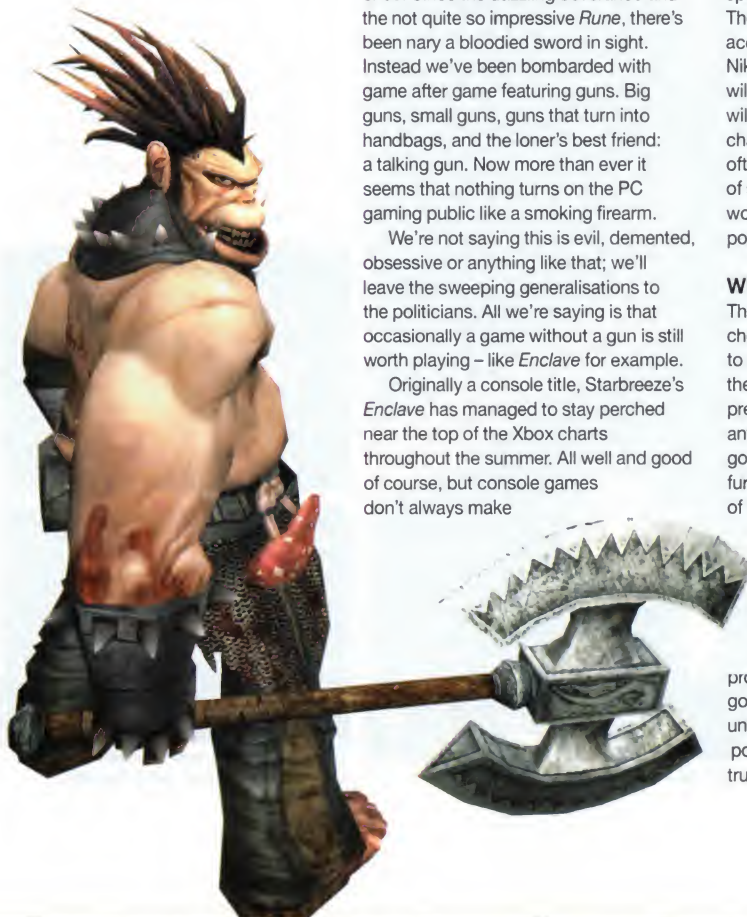 the not quite so impressive Rune, there's
been nary a bloodied sword in sight.
Instead we've been bombarded with
game after game featuring guns. Big
guns, small guns, guns that turn into
handbags, and the loner's best friend:
a talking gun. Now more than ever it
seems that nothing turns on the PC
gaming public like a smoking firearm.
We're not saying this is evil, demented,
obsessive or anything like that; we'll
leave the sweeping generalisations to
the politicians. All we're saying is that
occasionally a game without a gun is still
worth playing – like Enclave for example.
Originally a console title, Starbreeze's
Enclave has managed to stay perched
near the top of the Xbox charts
throughout the summer. All well and good
of course, but console games
don't always make